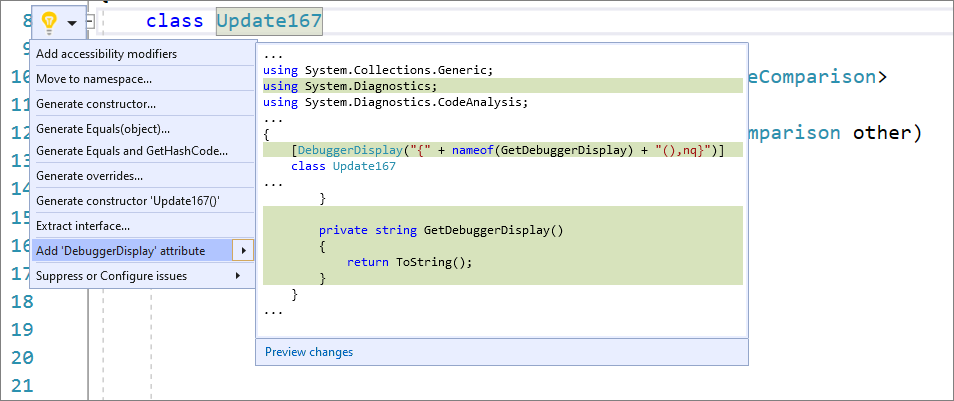 8 class Update167
9
10 eComparison>
11
12 mparison other)
13
14
15
16
17
18
19
20
21
Add accessibility modifiers
Move to namespace...
Generate constructor...
Generate Equals(object)...
Generate Equals and GetHashCode...
Generate overrides...
Generate constructor 'Update167()'
Extract interface...
Add 'DebuggerDisplay' attribute
Suppress or Configure issues
...
using System.Collections.Generic;
using System.Diagnostics;
using System.Diagnostics.CodeAnalysis;
...
{
[DebuggerDisplay("{" + nameof(GetDebuggerDisplay) + "(),nq}")]
class Update167
...
}
private string GetDebuggerDisplay()
{
return ToString();
}
}
...
Preview changes